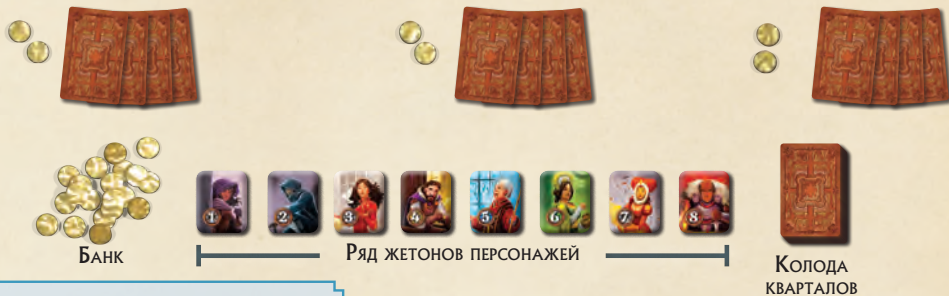 1 2 3 4 5 6 7 8
Банк
Ряд жетонов персонажей
Колода
кварталов